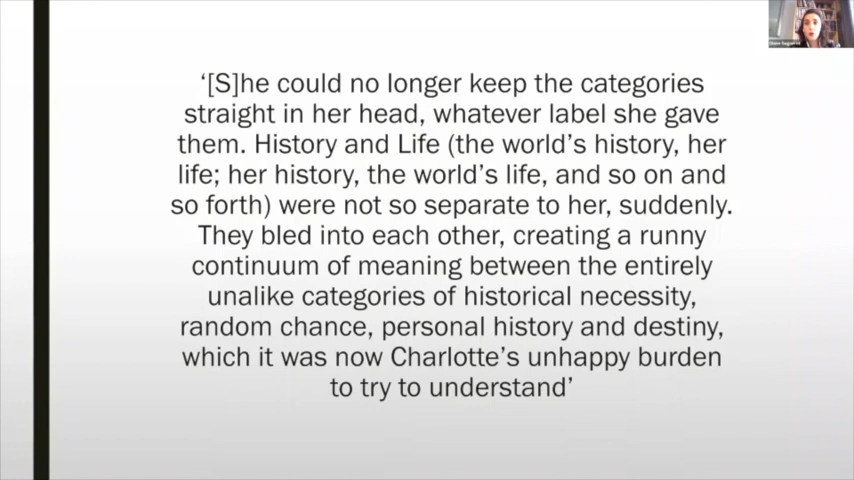 ‘[S]he could no longer keep the categories
straight in her head, whatever label she gave
them. History and Life (the world’s history, her
life; her history, the world’s life, and so on and
so forth) were not so separate to her, suddenly.
They bled into each other, creating a runny
continuum of meaning between the entirely
unalike categories of historical necessity,
random chance, personal history and destiny,
which it was now Charlotte’s unhappy burden
to try to understand’